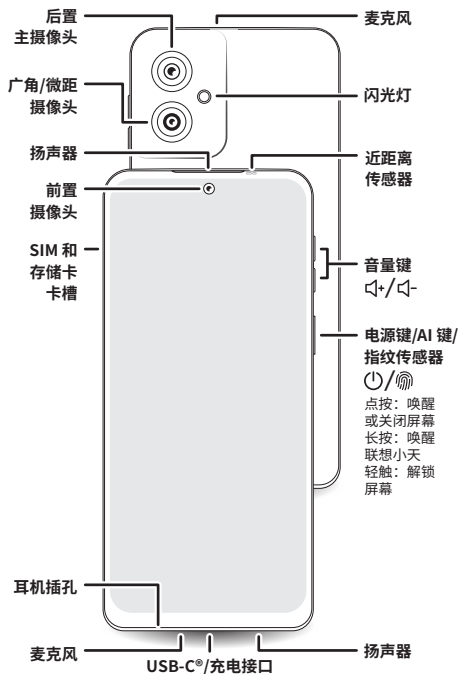 后置
主摄像头
广角/微距
摄像头
扬声器
前置
摄像头
SIM 和
存储卡
卡槽
耳机插孔
麦克风
USB-C®/充电接口
麦克风
闪光灯
近距离
传感器
音量键
+/-
电源键/AI 键/
指纹传感器
/
点按：唤醒
或关闭屏幕
长按：唤醒
联想小天
轻触：解锁
屏幕
扬声器